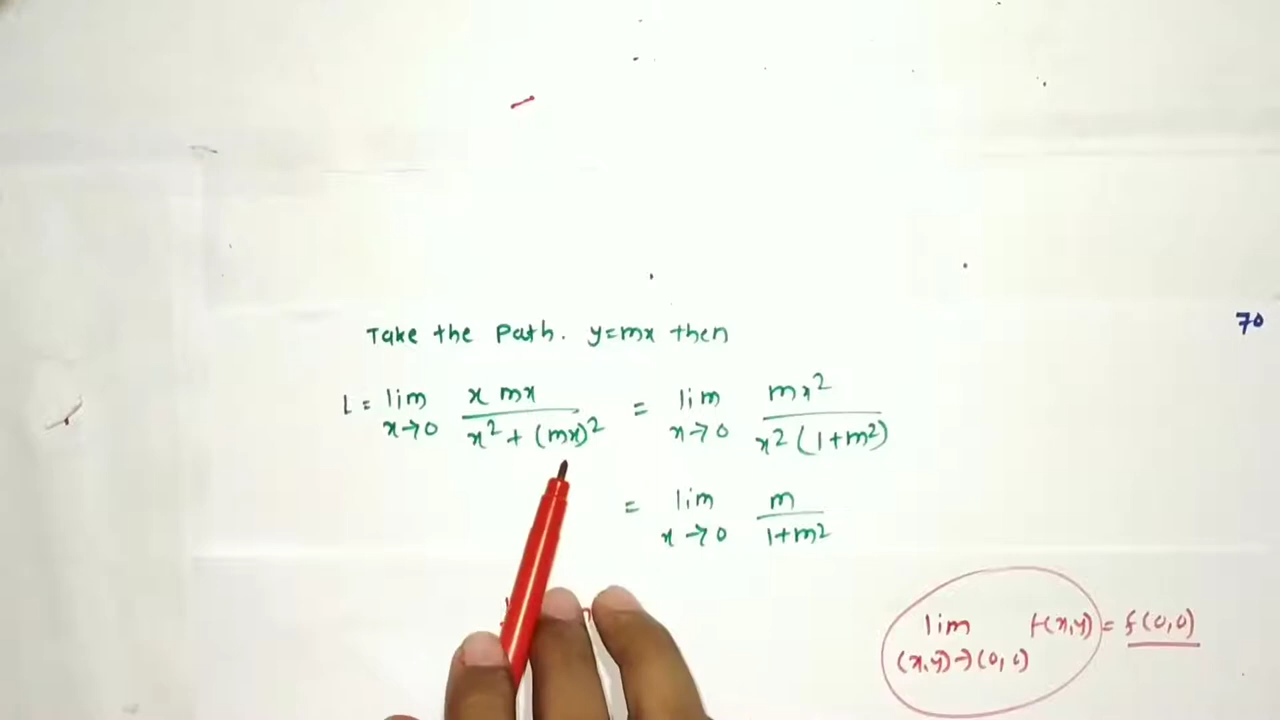 Take the Path. y=mx then
70
L = lim x→0 x mx / x² + (mx)² = lim x→0 mx² / x² (1+m²)
= lim x→0 m / 1+m²
lim (x,y)→(0,0) f(x,y) = f(0,0)